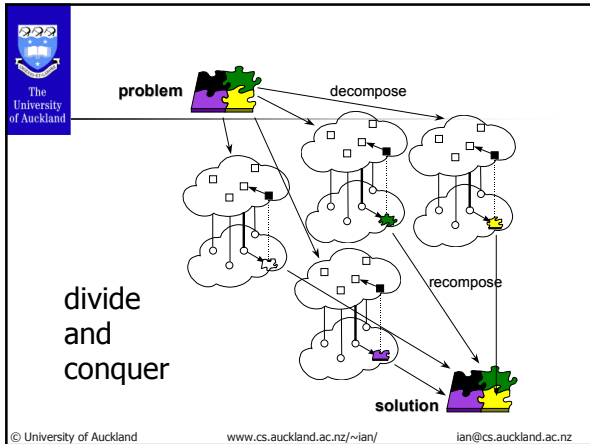 The
University
of Auckland
problem
decompose
recompose
divide
and
conquer
solution
© University of Auckland www.cs.auckland.ac.nz/~ian/ ian@cs.auckland.ac.nz